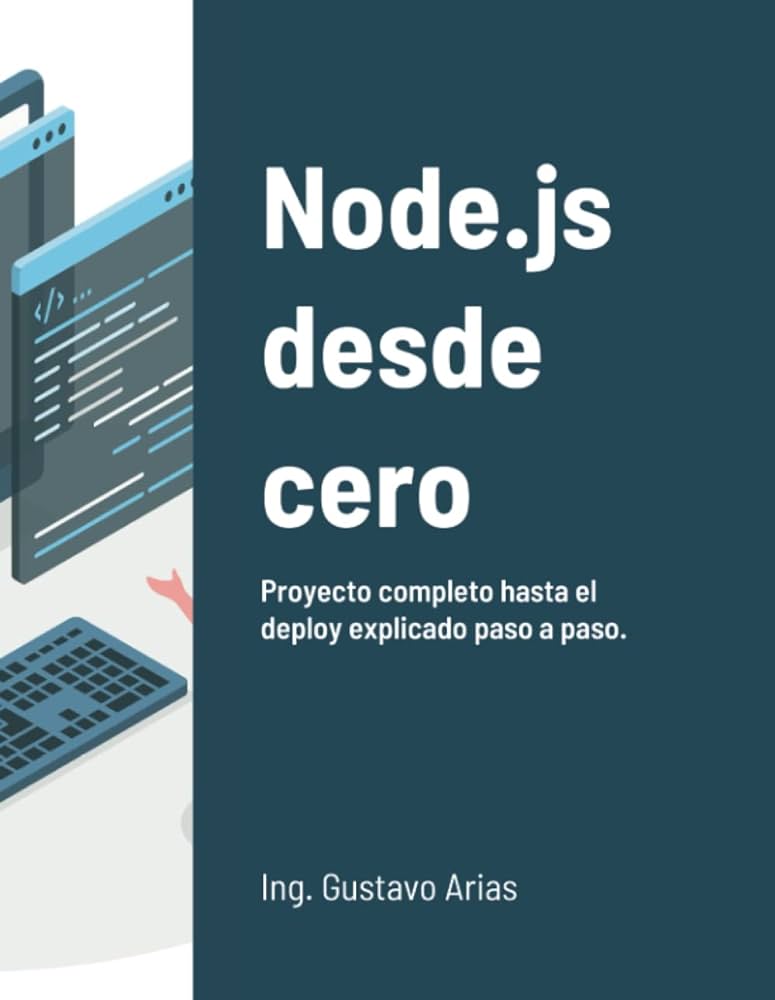 Node.js
desde
cero
Proyecto completo hasta el
deploy explicado paso a paso.
Ing. Gustavo Arias